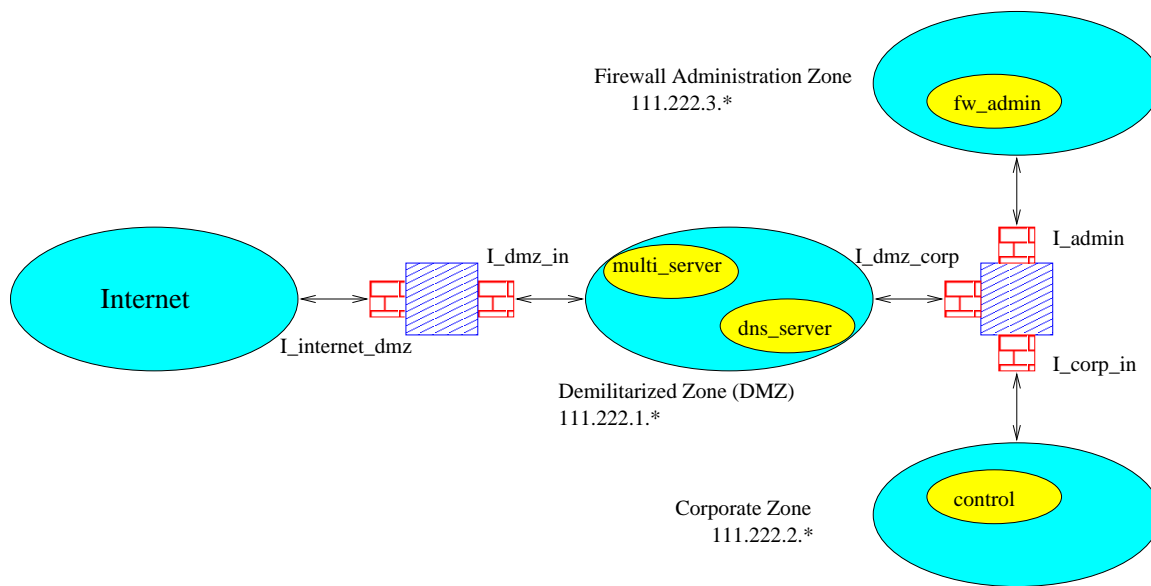 Firewall Administration Zone
111.222.3.*
fw_admin
I_admin
I_dmz_in
multi_server
I_dmz_corp
Internet
dns_server
I_internet_dmz
I_corp_in
Demilitarized Zone (DMZ)
111.222.1.*
control
Corporate Zone
111.222.2.*